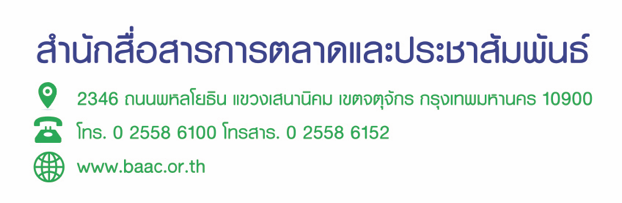 สำนักสื่อสารการตลาดและประชาสัมพันธ์
2346 ถนนพหลโยธิน แขวงเสนานิคม เขตจตุจักร กรุงเทพมหานคร 10900
โทร. 0 2558 6100 โทรสาร. 0 2558 6152
www.baac.or.th